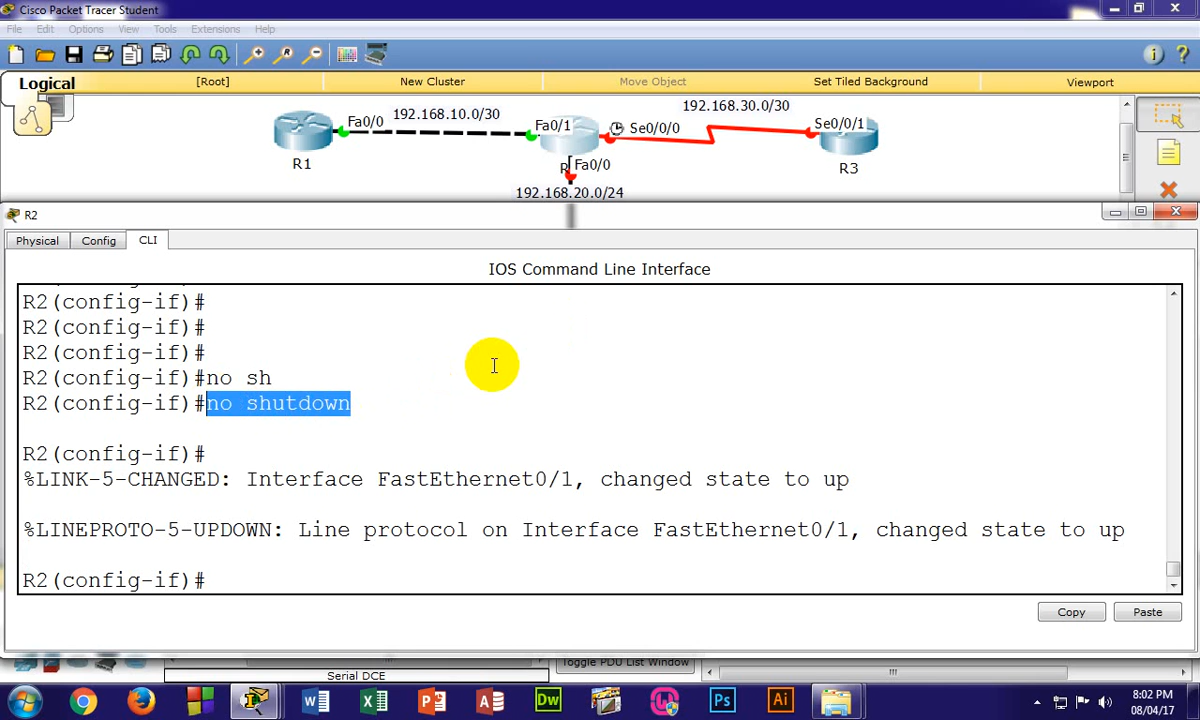 Cisco Packet Tracer Student
File Edit Options View Tools Extensions Help
Logical [Root] New Cluster Move Object Set Tiled Background Viewport
192.168.10.0/30
192.168.30.0/30
Fa0/0
Fa0/1
Se0/0/0
Se0/0/1
R1
R
Fa0/0
R3
192.168.20.0/24
R2
Physical Config CLI
IOS Command Line Interface
R2(config-if)#
R2(config-if)#
R2(config-if)#
R2(config-if)#no sh
R2(config-if)#no shutdown
R2(config-if)#
%LINK-5-CHANGED: Interface FastEthernet0/1, changed state to up
%LINEPROTO-5-UPDOWN: Line protocol on Interface FastEthernet0/1, changed state to up
R2(config-if)#
Copy Paste
Toggle PDU List Window
Serial DCE
Dw
Ps
Ai
8:02 PM
08/04/17